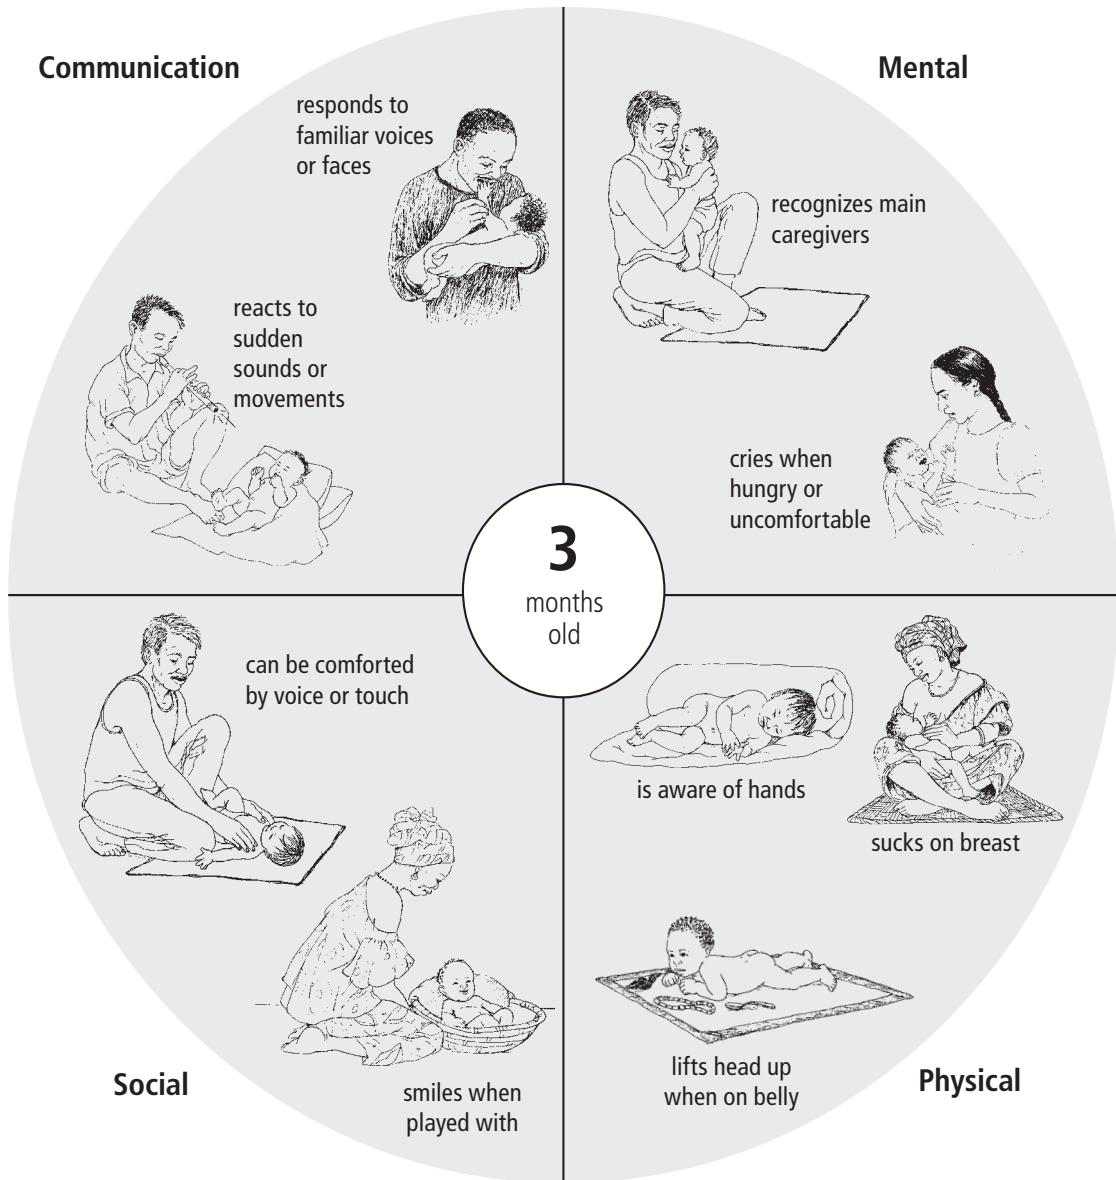 Communication
responds to
familiar voices
or faces
reacts to
sudden
sounds or
movements
Mental
recognizes main
caregivers
cries when
hungry or
uncomfortable
3
months
old
can be comforted
by voice or touch
Social
smiles when
played with
is aware of hands
sucks on breast
lifts head up
when on belly
Physical